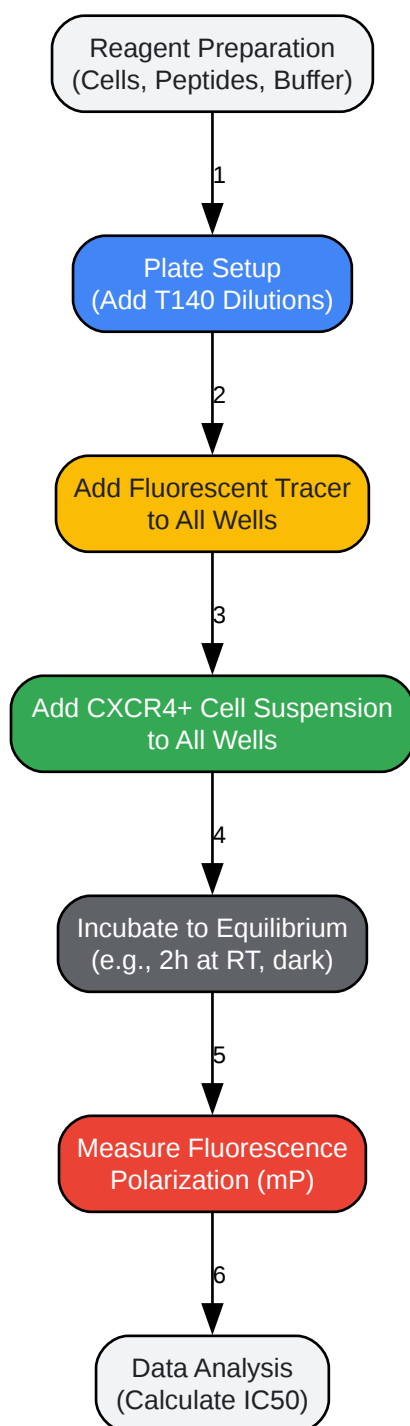 Reagent Preparation
(Cells, Peptides, Buffer)
1
Plate Setup
(Add T140 Dilutions)
2
Add Fluorescent Tracer
to All Wells
3
Add CXCR4+ Cell Suspension
to All Wells
4
Incubate to Equilibrium
(e.g., 2h at RT, dark)
5
Measure Fluorescence
Polarization (mP)
6
Data Analysis
(Calculate IC50)